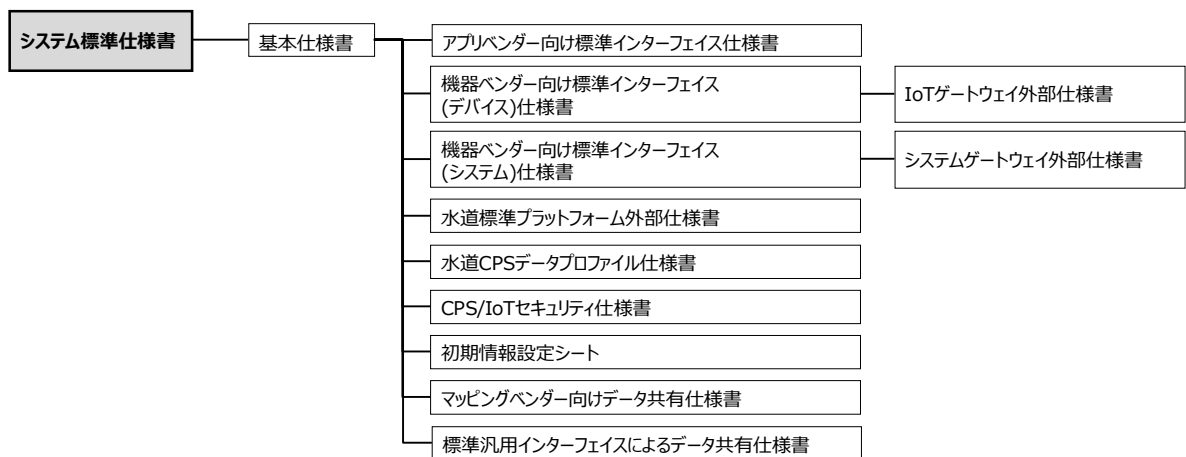 システム標準仕様書
基本仕様書
アプリベンダー向け標準インターフェイス仕様書
機器ベンダー向け標準インターフェイス
(デバイス)仕様書
IoTゲートウェイ外部仕様書
機器ベンダー向け標準インターフェイス
(システム)仕様書
システムゲートウェイ外部仕様書
水道標準プラットフォーム外部仕様書
水道CPSデータプロファイル仕様書
CPS/IoTセキュリティ仕様書
初期情報設定シート
マッピングベンダー向けデータ共有仕様書
標準汎用インターフェイスによるデータ共有仕様書